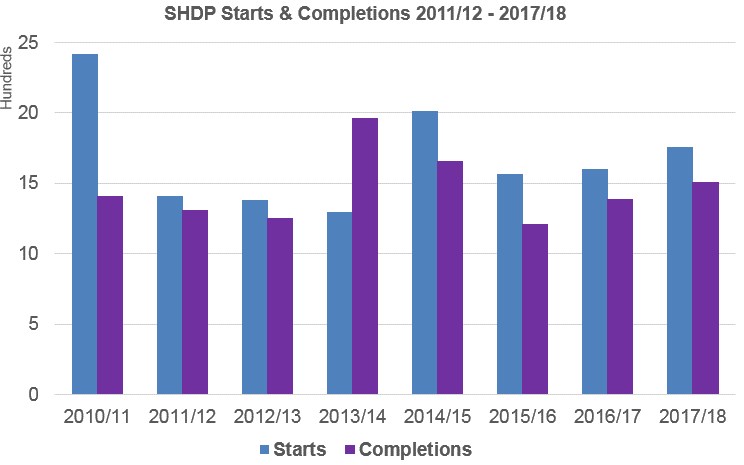 SHDP Starts & Completions 2011/12 - 2017/18
Hundreds
25
20
15
10
5
0
2010/11 2011/12 2012/13 2013/14 2014/15 2015/16 2016/17 2017/18
Starts Completions